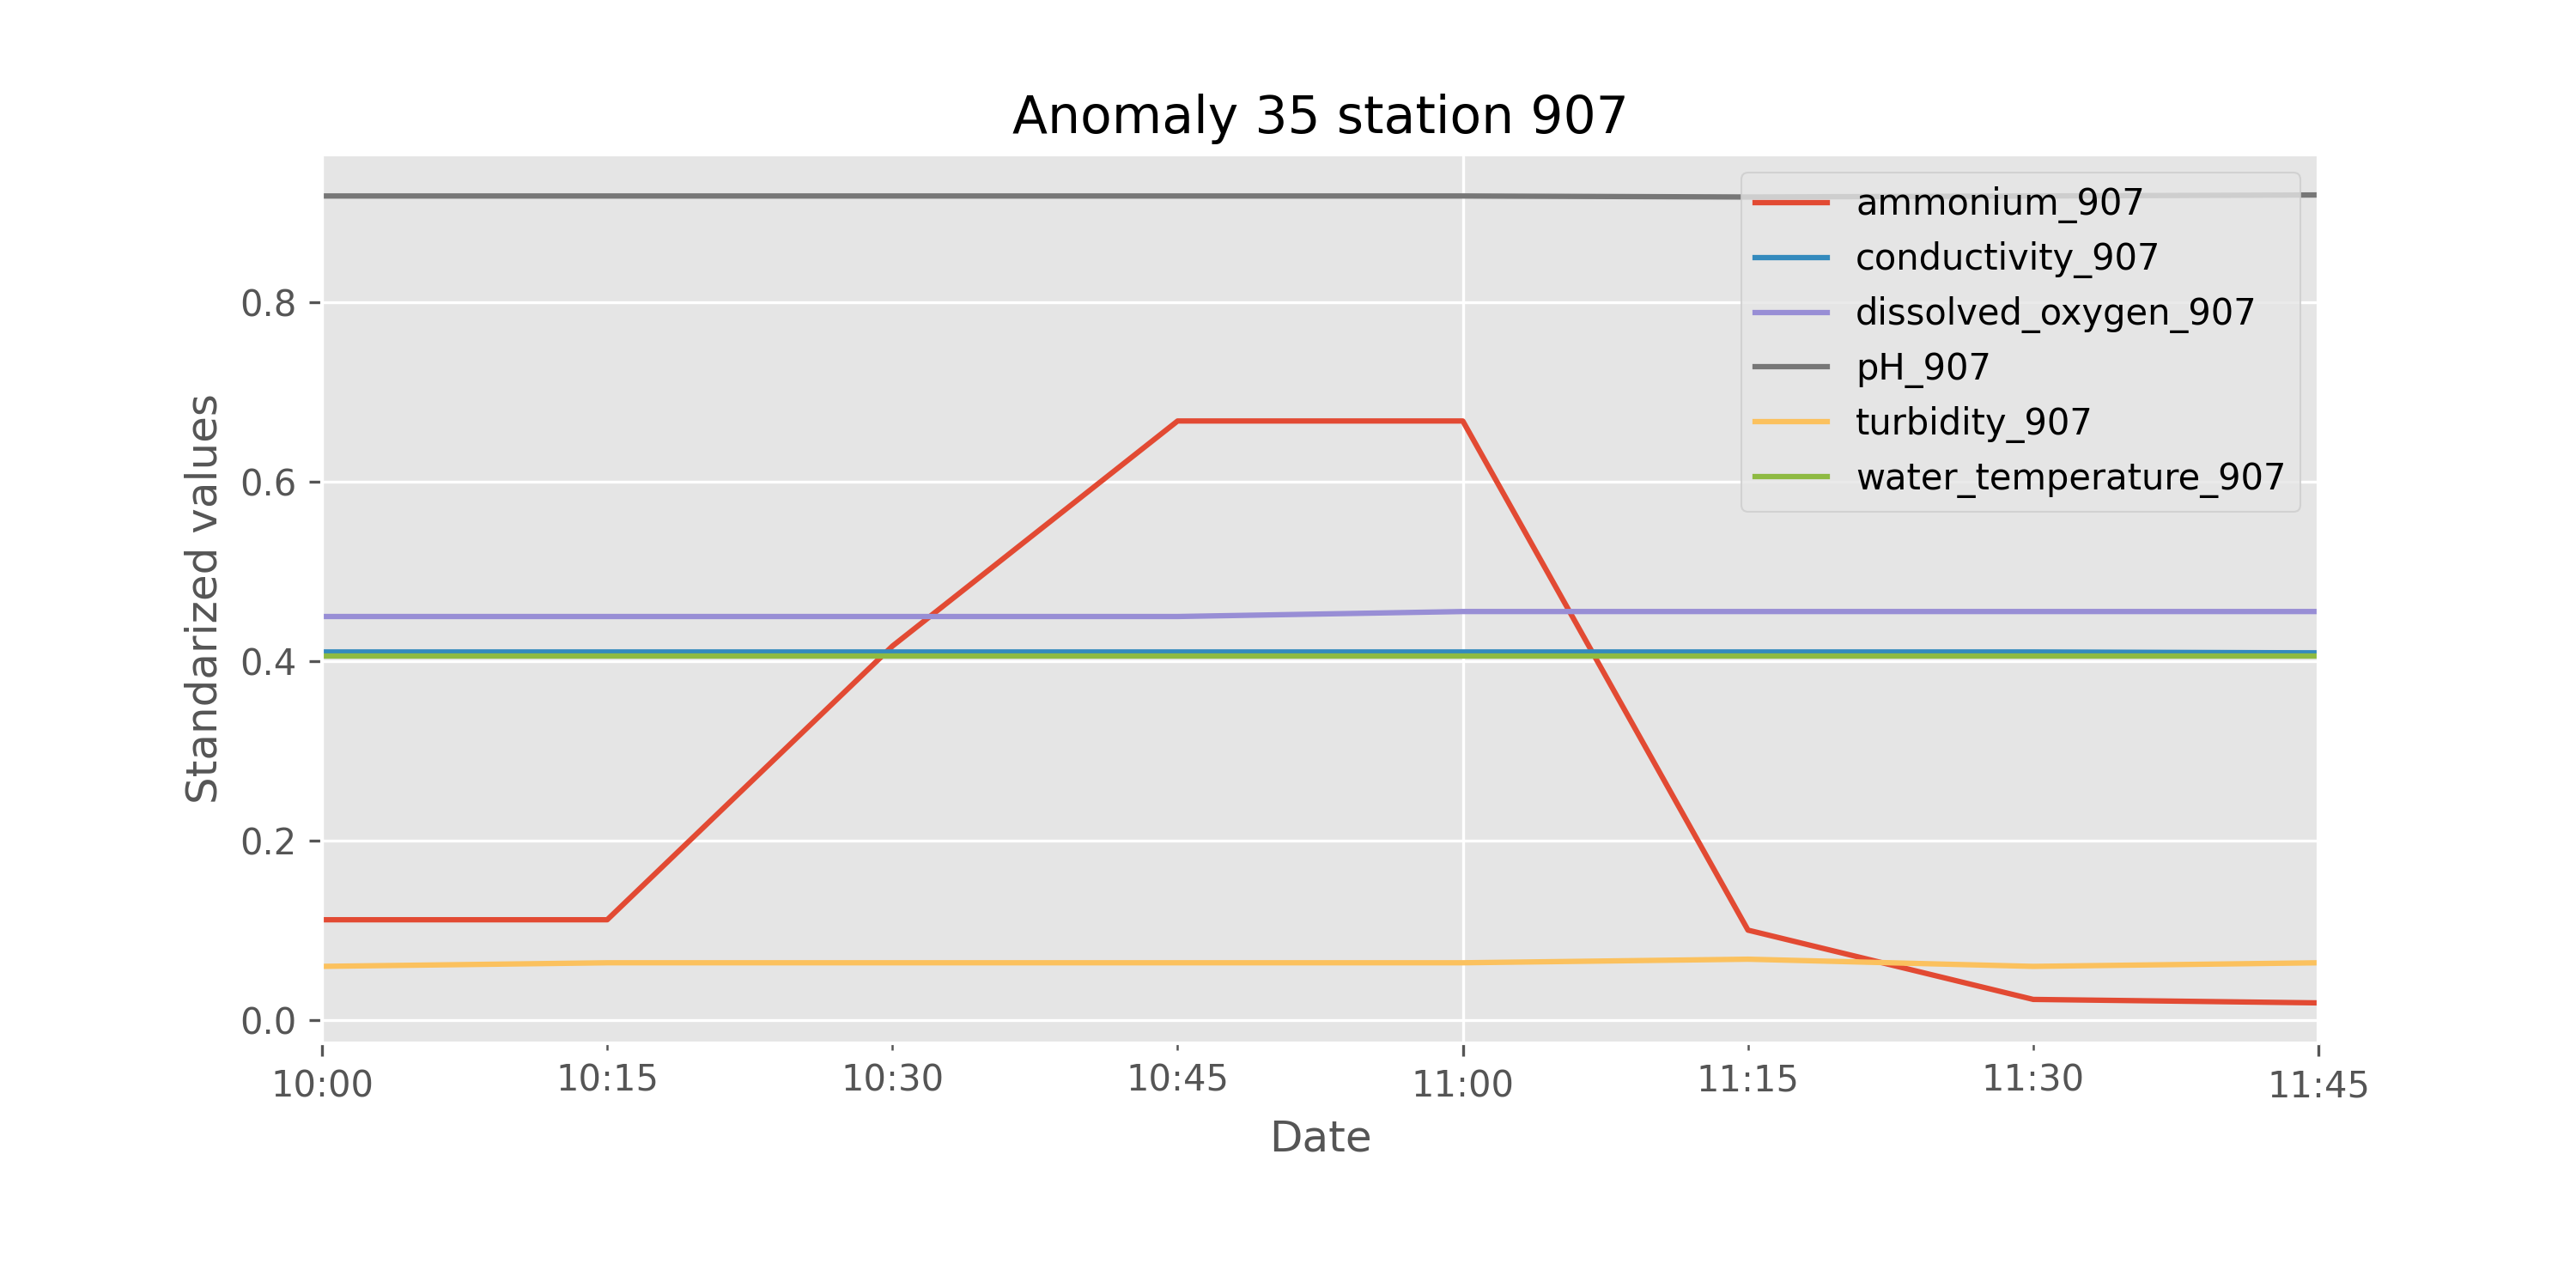 Anomaly 35 station 907
ammonium_907
conductivity_907
dissolved_oxygen_907
pH_907
turbidity_907
water_temperature_907
Standarized values
0.8
0.6
0.4
0.2
0.0
10:00 10:15 10:30 10:45 11:00 11:15 11:30 11:45
Date